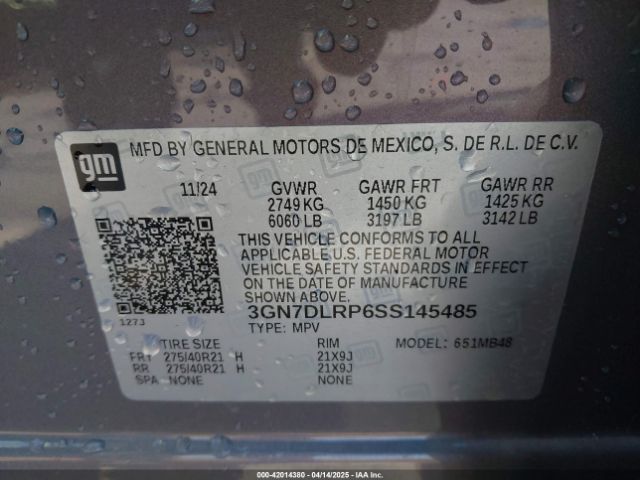 gm
MFD BY GENERAL MOTORS DE MEXICO, S. DE R.L. DE C.V.
11/24 GVWR GAWR FRT GAWR RR
2749 KG 1450 KG 1425 KG
6060 LB 3197 LB 3142 LB
THIS VEHICLE CONFORMS TO ALL
APPLICABLE U.S. FEDERAL MOTOR
VEHICLE SAFETY STANDARDS IN EFFECT
ON THE DATE OF MANUFACTURE
SHOWN ABOVE.
1273 3GN7DLRP6SS145485
TYPE: MPV MODEL: 651MB48
TIRE SIZE RIM
FRT 275/40R21 H 21X9J
RR 275/40R21 H 21X9J
SPA NONE NONE
000-42014380 - 04/14/2025 - IAAI.COM